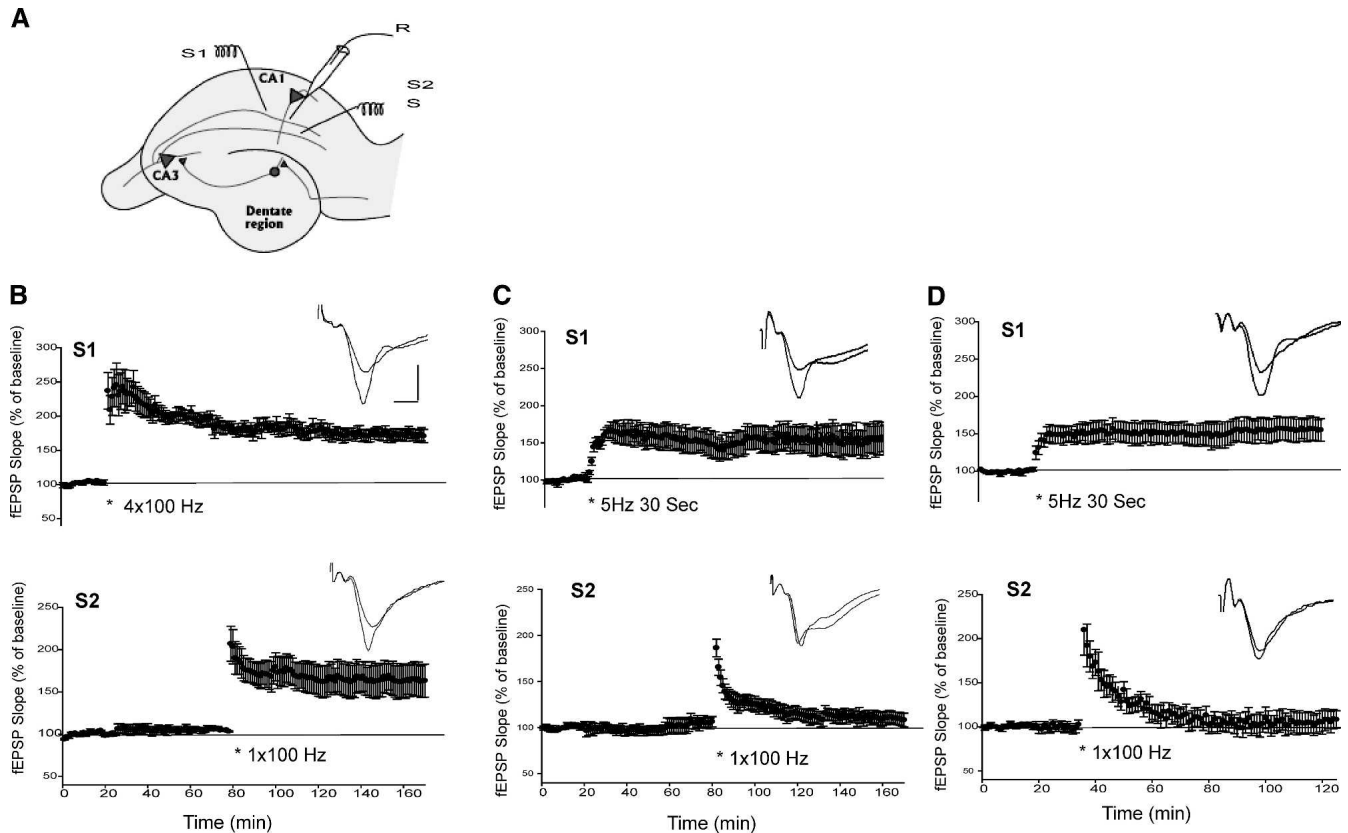 A
S1
R
CA1
S2
S
CA3
Dentate
region
B
fEPSP Slope (% of baseline)
S1
300
250
200
150
100
50
* 4x100 Hz
fEPSP Slope (% of baseline)
S2
250
200
150
100
50
* 1x100 Hz
0 20 40 60 80 100 120 140 160
Time (min)
C
fEPSP Slope (% of baseline)
S1
300
250
200
150
100
50
* 5Hz 30 Sec
fEPSP Slope (% of baseline)
S2
250
200
150
100
50
* 1x100 Hz
0 20 40 60 80 100 120 140 160
Time (min)
D
fEPSP Slope (% of baseline)
S1
300
250
200
150
100
50
* 5Hz 30 Sec
fEPSP Slope (% of baseline)
S2
250
200
150
100
50
* 1x100 Hz
0 20 40 60 80 100 120
Time (min)